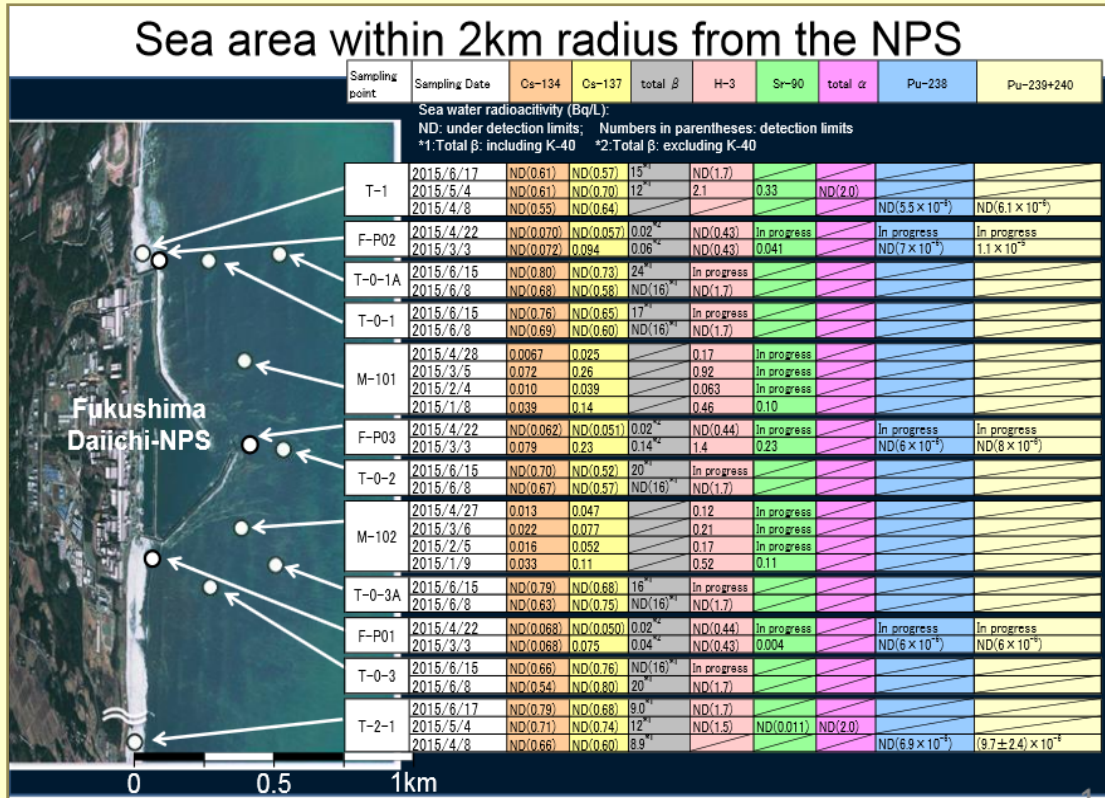 Sea area within 2km radius from the NPS
Sampling point Sampling Date Cs-134 Cs-137 total β H-3 Sr-90 total α Pu-238 Pu-239+240
Sea water radioacitivity (Bq/L):
ND: under detection limits; Numbers in parentheses: detection limits
*1:Total β: including K-40 *2:Total β: excluding K-40
T-1
2015/6/17 ND(0.61) ND(0.57) 15*1 ND(1.7)
2015/5/4 ND(0.61) ND(0.70) 12*1 2.1 0.33 ND(2.0)
2015/4/8 ND(0.55) ND(0.64) ND(5.5×10⁻⁶) ND(6.1×10⁻⁶)
F-P02
2015/4/22 ND(0.070) ND(0.057) 0.02*2 ND(0.43) In progress In progress In progress
2015/3/3 ND(0.072) 0.094 0.06*2 ND(0.43) 0.041 ND(7×10⁻⁶) 1.1×10⁻⁵
T-0-1A
2015/6/15 ND(0.80) ND(0.73) 24*1 In progress
2015/6/8 ND(0.68) ND(0.58) ND(16)*1 ND(1.7)
T-0-1
2015/6/15 ND(0.76) ND(0.65) 17*1 In progress
2015/6/8 ND(0.69) ND(0.60) ND(16)*1 ND(1.7)
M-101
2015/4/28 0.0067 0.025 0.17 In progress
2015/3/5 0.072 0.26 0.92 In progress
2015/2/4 0.010 0.039 0.063 In progress
2015/1/8 0.039 0.14 0.46 0.10
F-P03
2015/4/22 ND(0.062) ND(0.051) 0.02*2 ND(0.44) In progress In progress In progress
2015/3/3 0.079 0.23 0.14*2 1.4 0.23 ND(6×10⁻⁶) ND(8×10⁻⁶)
T-0-2
2015/6/15 ND(0.70) ND(0.52) 20*1 In progress
2015/6/8 ND(0.67) ND(0.57) ND(16)*1 ND(1.7)
M-102
2015/4/27 0.013 0.047 0.12 In progress
2015/3/6 0.022 0.077 0.21 In progress
2015/2/5 0.016 0.052 0.17 In progress
2015/1/9 0.033 0.11 0.52 0.11
T-0-3A
2015/6/15 ND(0.79) ND(0.68) 16*1 In progress
2015/6/8 ND(0.63) ND(0.75) ND(16)*1 ND(1.7)
F-P01
2015/4/22 ND(0.068) ND(0.050) 0.02*2 ND(0.44) In progress In progress In progress
2015/3/3 ND(0.068) 0.075 0.04*2 ND(0.43) 0.004 ND(6×10⁻⁶) ND(6×10⁻⁶)
T-0-3
2015/6/15 ND(0.66) ND(0.76) ND(16)*1 In progress
2015/6/8 ND(0.54) ND(0.80) 20*1 ND(1.7)
T-2-1
2015/6/17 ND(0.79) ND(0.68) 9.0*1 ND(1.7)
2015/5/4 ND(0.71) ND(0.74) 12*1 ND(1.5) ND(0.011) ND(2.0)
2015/4/8 ND(0.66) ND(0.60) 8.9*1 ND(6.9×10⁻⁶) (9.7±2.4)×10⁻⁶
Fukushima
Daiichi-NPS
0 0.5 1km